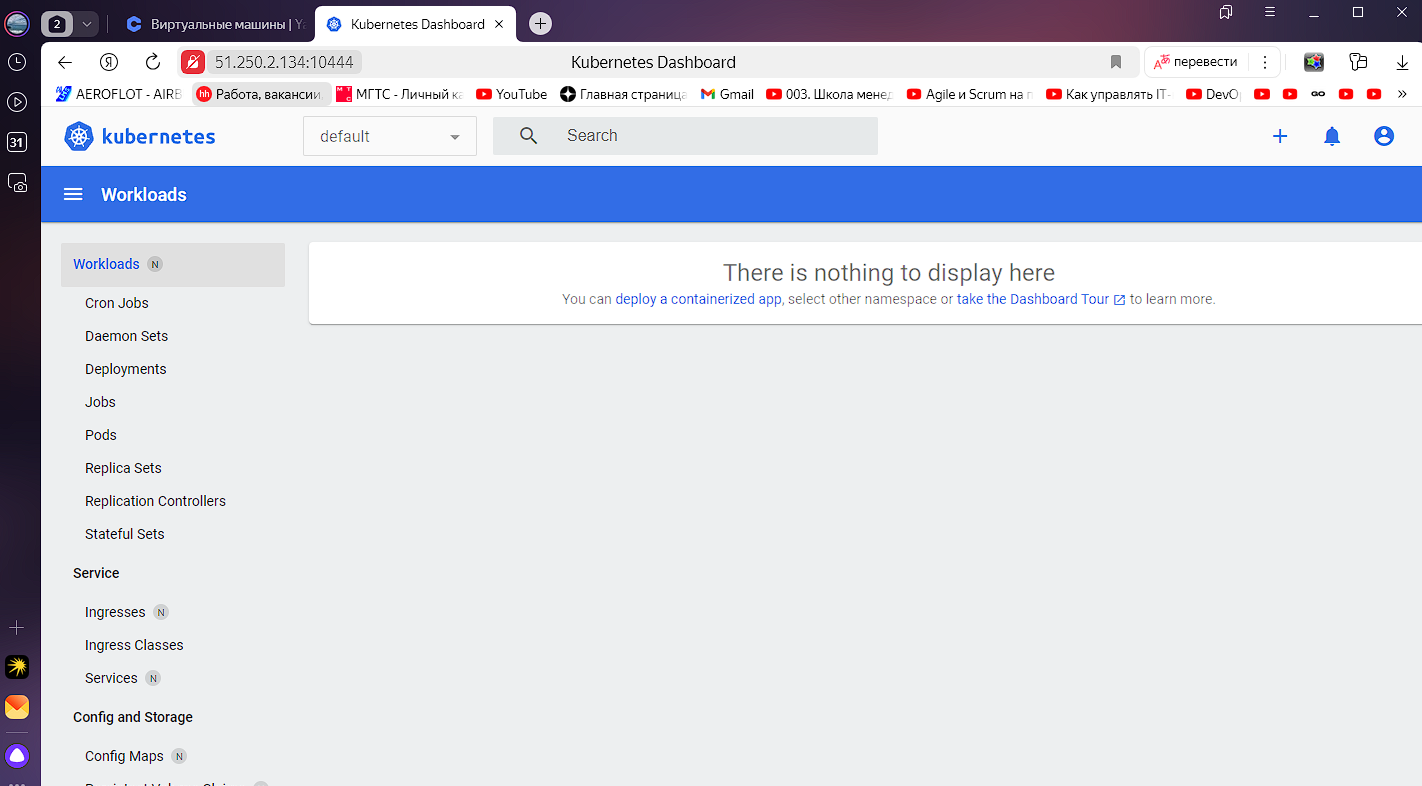 2
Виртуальные машины | Ya
Kubernetes Dashboard
51.250.2.134:10444
Kubernetes Dashboard
перевести
AEROFLOT - AIRB
hh Работа, вакансии,
МТС МГТС - Личный ка
YouTube
Главная страница
Gmail
003. Школа менед
Agile и Scrum на п
Как управлять IT-
DevO
GO
»
31
kubernetes
default
Search
Workloads
Workloads N
Cron Jobs
Daemon Sets
Deployments
Jobs
Pods
Replica Sets
Replication Controllers
Stateful Sets
Service
Ingresses N
Ingress Classes
Services N
Config and Storage
Config Maps N
There is nothing to display here
You can deploy a containerized app, select other namespace or take the Dashboard Tour to learn more.